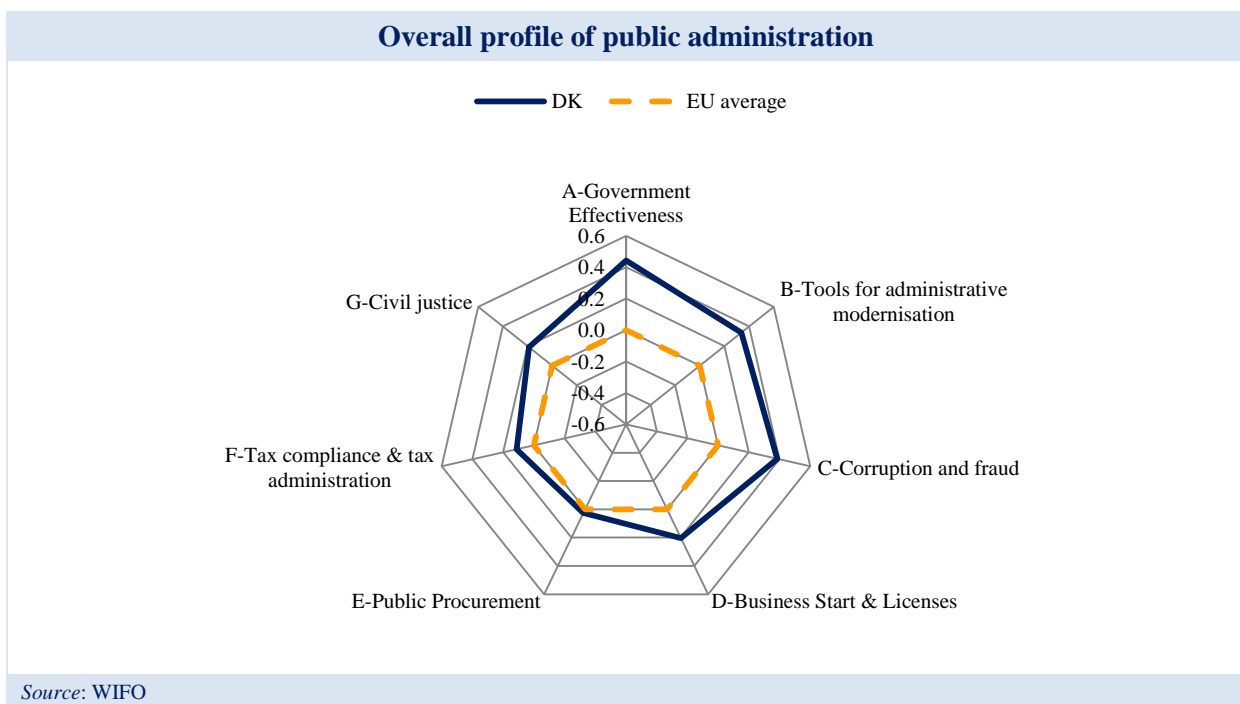 Overall profile of public administration
DK
EU average
A-Government
Effectiveness
0.6
0.4
0.2
0.0
-0.2
-0.4
-0.6
B-Tools for administrative
modernisation
C-Corruption and fraud
D-Business Start & Licenses
E-Public Procurement
F-Tax compliance & tax
administration
G-Civil justice
Source: WIFO